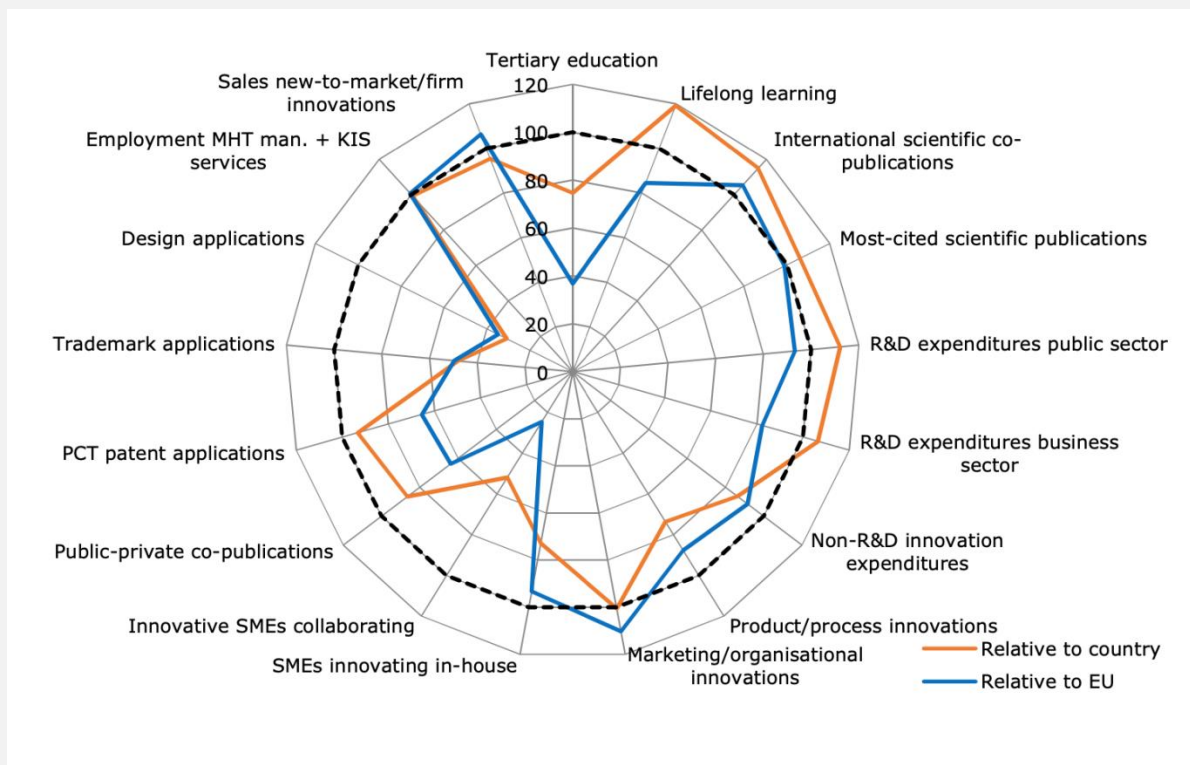 Tertiary education
Sales new-to-market/firm
innovations
120
Lifelong learning
100
Employment MHT man. + KIS
services
International scientific co-
publications
80
Design applications
60
Most-cited scientific publications
40
20
Trademark applications
0
R&D expenditures public sector
PCT patent applications
R&D expenditures business
sector
Public-private co-publications
Non-R&D innovation
expenditures
Innovative SMEs collaborating
Product/process innovations
SMEs innovating in-house
Marketing/organisational
innovations
Relative to country
Relative to EU